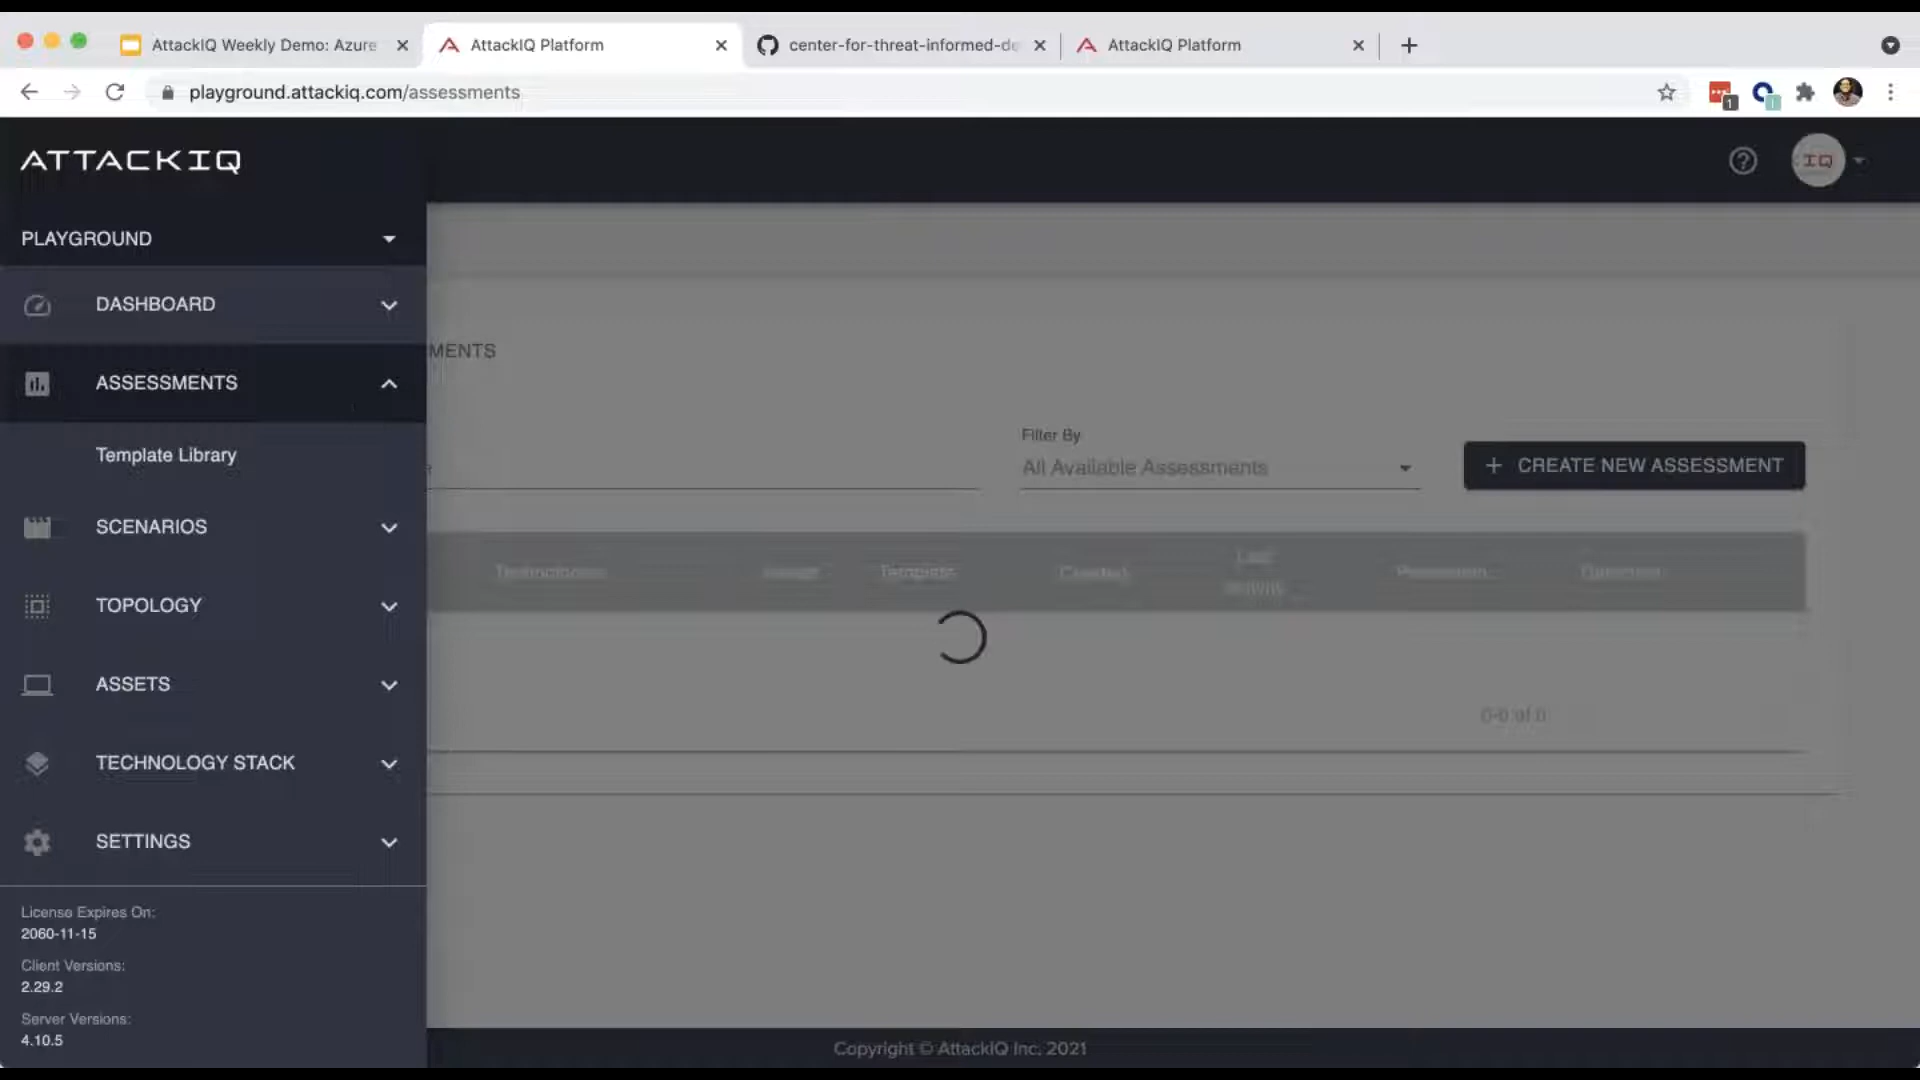 AttackIQ Weekly Demo: Azure
AttackIQ Platform
center-for-threat-informed-de
AttackIQ Platform
playground.attackiq.com/assessments
1
ATTACKIQ
IQ
PLAYGROUND
DASHBOARD
MENTS
ASSESSMENTS
Template Library
Filter By
All Available Assessments
+ CREATE NEW ASSESSMENT
SCENARIOS
Technologies
Template
Created
Last
Activity
TOPOLOGY
ASSETS
0-0 of 0
TECHNOLOGY STACK
SETTINGS
License Expires On:
2060-11-15
Client Versions:
2.29.2
Server Versions:
4.10.5
Copyright © AttackIQ Inc. 2021